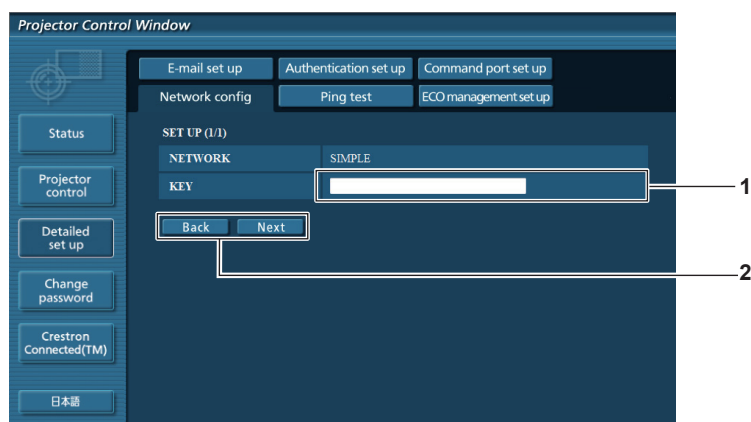 Projector Control Window
E-mail set up
Authentication set up
Command port set up
Network config
Ping test
ECO management set up
Status
Projector
control
Detailed
set up
Change
password
Crestron
Connected(TM)
日本語
SET UP (1/1)
NETWORK SIMPLE
KEY
Back Next
1
2